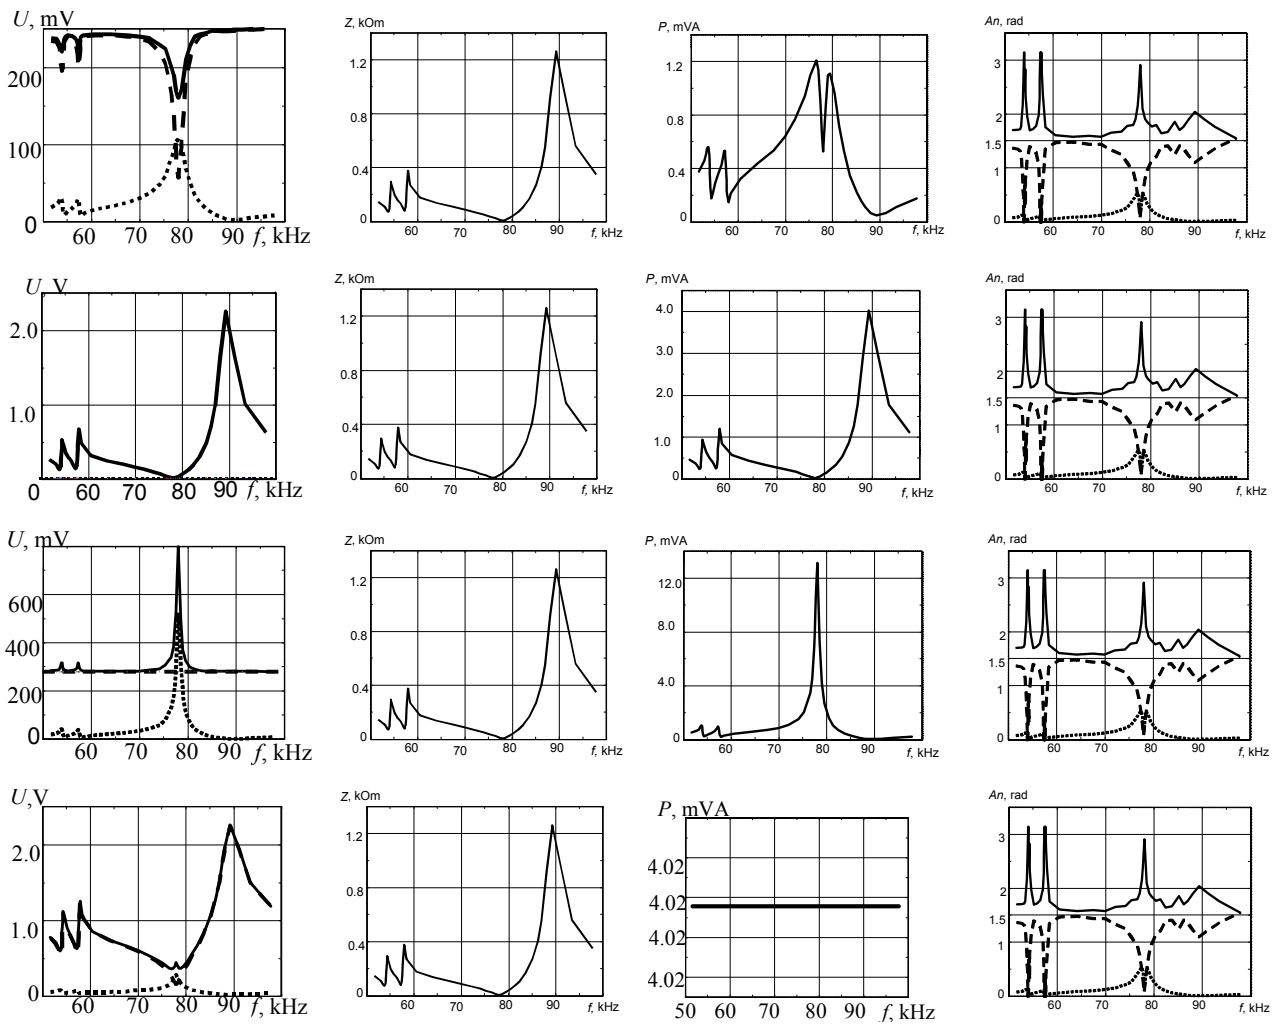 U, mV
200
100
0
60 70 80 90 f, kHz
Z, kOm
1.2
0.8
0.4
0
60 70 80 90 f, kHz
P, mVA
1.2
0.8
0.4
0
60 70 80 90 f, kHz
An, rad
3
2
1.5
1
0
60 70 80 90 f, kHz
U, V
2.0
1.0
0 60 70 80 90 f, kHz
Z, kOm
1.2
0.8
0.4
0
60 70 80 90 f, kHz
P, mVA
4.0
3.0
2.0
1.0
0.0
60 70 80 90 f, kHz
An, rad
3
2
1.5
1
0
60 70 80 90 f, kHz
U, mV
600
400
200
0
60 70 80 90 f, kHz
Z, kOm
1.2
0.8
0.4
0
60 70 80 90 f, kHz
P, mVA
12.0
8.0
4.0
0
60 70 80 90 f, kHz
An, rad
3
2
1.5
1
0
60 70 80 90 f, kHz
U,V
2.0
1.0
0
60 70 80 90 f, kHz
Z, kOm
1.2
0.8
0.4
0
60 70 80 90 f, kHz
P, mVA
4.02
4.02
4.02
4.02
50 60 70 80 90 f, kHz
An, rad
3
2
1.5
1
0
60 70 80 90 f, kHz